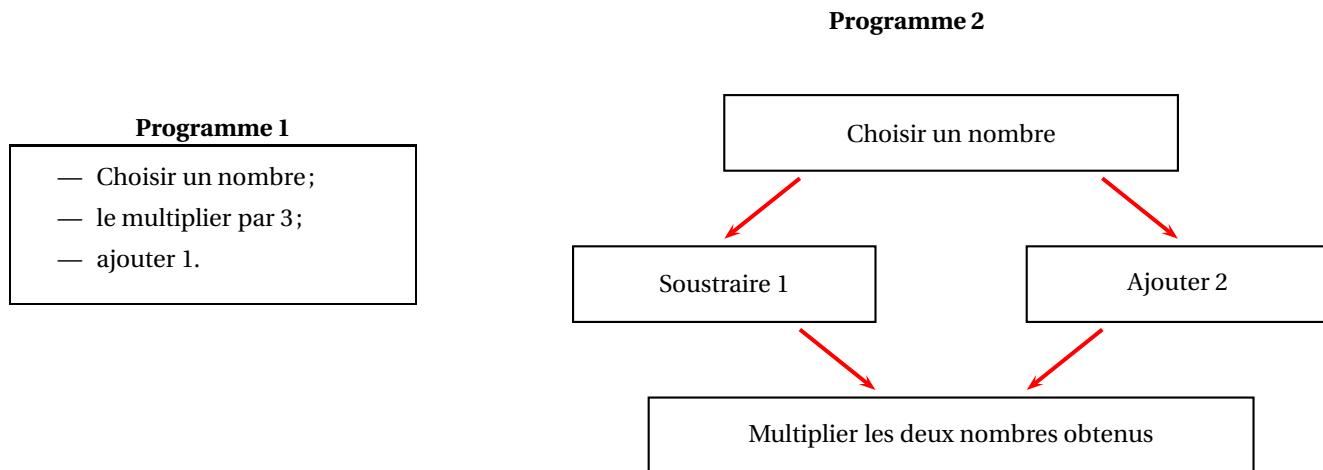 Programme 1
— Choisir un nombre;
— le multiplier par 3;
— ajouter 1.
Programme 2
Choisir un nombre
Soustraire 1
Ajouter 2
Multiplier les deux nombres obtenus